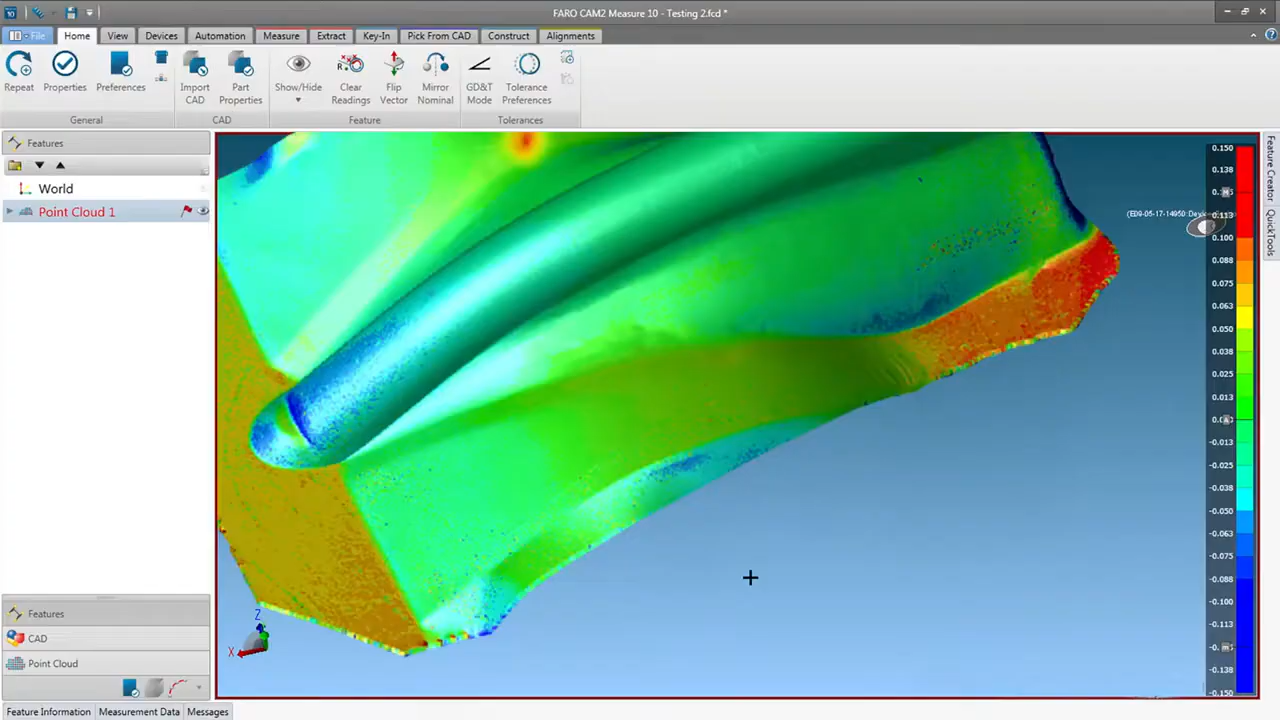 FARO CAM2 Measure 10 - Testing 2.fcd *
10
File Home View Devices Automation Measure Extract Key-In Pick From CAD Construct Alignments
Repeat Properties Preferences Import CAD Part Properties Show/Hide Clear Readings Flip Vector Mirror Nominal GD&T Mode Tolerance Preferences
General CAD Feature Tolerances
Features
World
Point Cloud 1
Features
CAD
Point Cloud
Z
X
0.150
0.138
0.113
0.100
0.088
0.075
0.063
0.050
0.038
0.025
0.013
-0.013
-0.025
-0.038
-0.050
-0.063
-0.075
-0.088
-0.100
-0.113
-0.138
-0.150
Feature Creator
QuickTools
Feature Information Measurement Data Messages